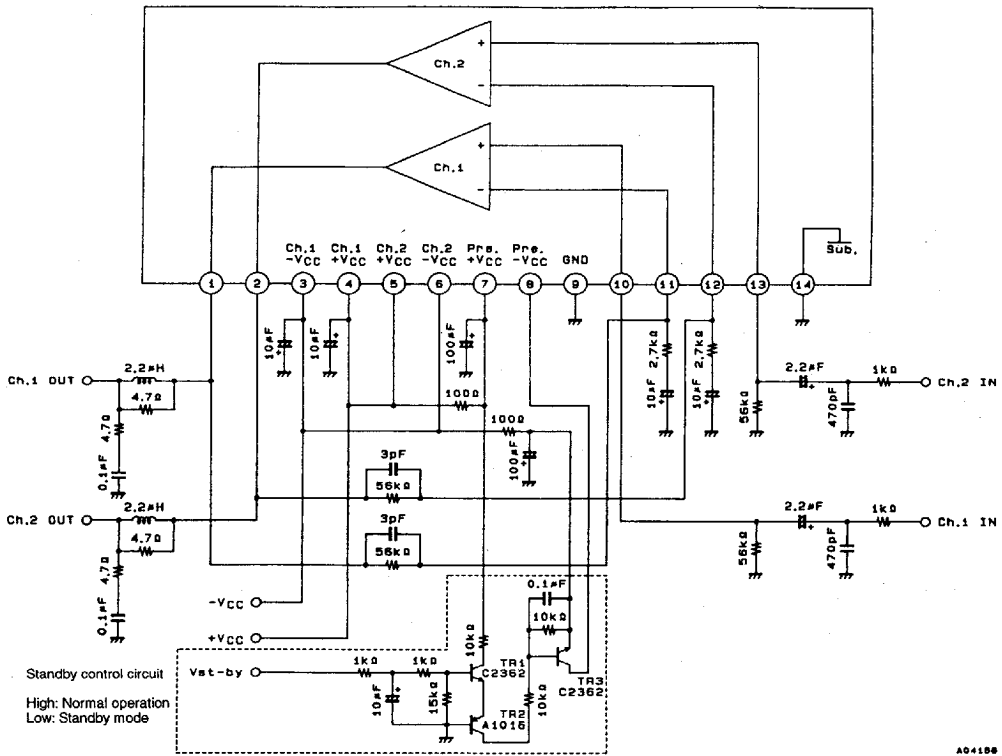 Ch.2
+
-
Ch.1
+
-
Sub.
Ch.1 -VCC
Ch.1 +VCC
Ch.2 +VCC
Ch.2 -VCC
Pre. +VCC
Pre. -VCC
GND
1 2 3 4 5 6 7 8 9 10 11 12 13 14
10µF
10µF
100µF
2.7kΩ
2.7kΩ
10µF
10µF
2.2µH
Ch.1 OUT
4.7Ω
4.7Ω
0.1µF
100Ω
100Ω
100µF
56kΩ
2.2µF
1kΩ
Ch.2 IN
470pF
3pF
56kΩ
2.2µH
Ch.2 OUT
4.7Ω
4.7Ω
0.1µF
3pF
56kΩ
2.2µF
1kΩ
Ch.1 IN
56kΩ
470pF
-VCC
+VCC
0.1µF
10kΩ
10kΩ
Vst-by
1kΩ
1kΩ
TR1
C2362
TR3
C2362
10µF
15kΩ
TR2
A1015
10kΩ
Standby control circuit
High: Normal operation
Low: Standby mode